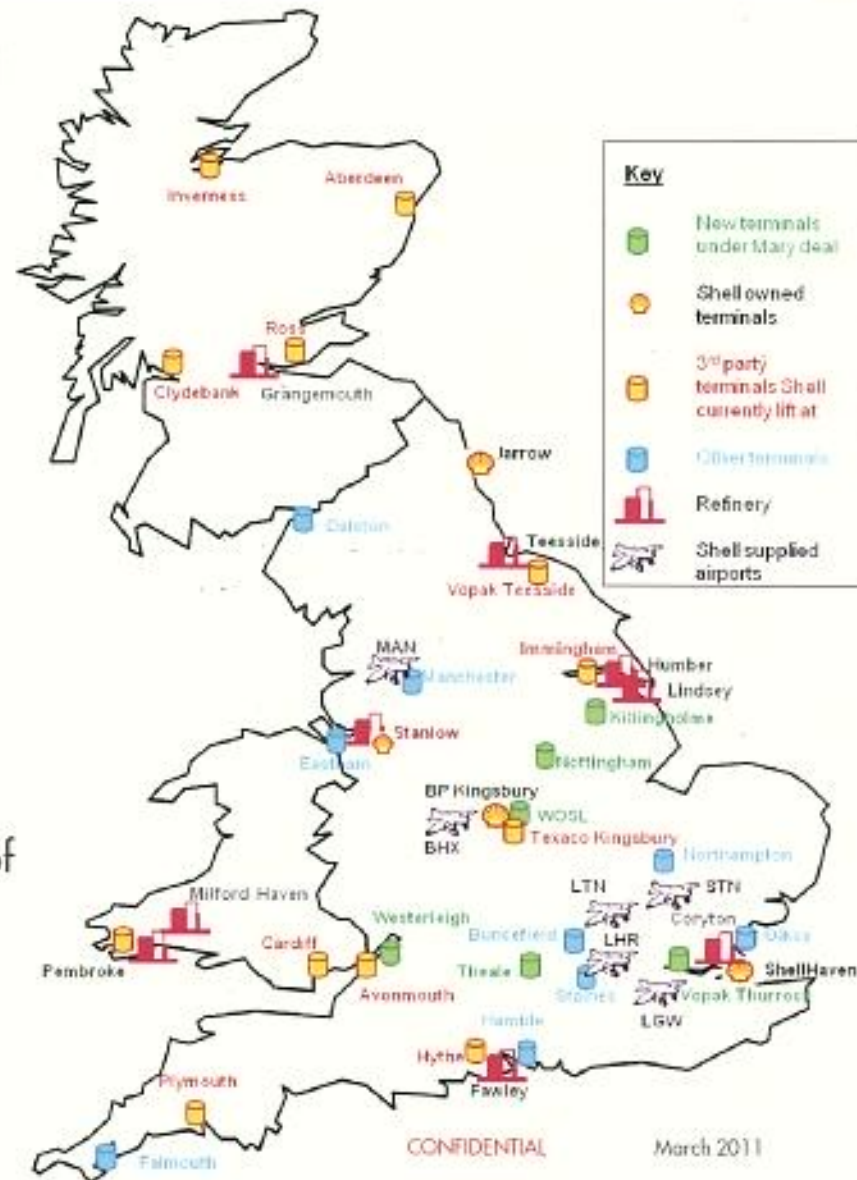 Key
New terminals
under Mary deal
Shell owned
terminals
3rd party
terminals Shell
currently lift at
Other terminals
Refinery
Shell supplied
airports
Inverness
Aberdeen
Ross
Clydebank
Grangemouth
Jarrow
Dalston
Teesside
Vopak Teesside
MAN
Manchester
Immingham
Humber
Lindsey
Killingholme
Stanlow
Eastham
Nottingham
BP Kingsbury
WOSL
BHX
Texaco Kingsbury
of
Northampton
LTN
STN
Milford Haven
Coryton
Westerleigh
Buncefield
LHR
Oikos
Cardiff
Pembroke
Avonmouth
Theale
Staines
ShellHaven
Vopak Thurrock
LGW
Hamble
Hythe
Fawley
Plymouth
Falmouth
CONFIDENTIAL
March 2011